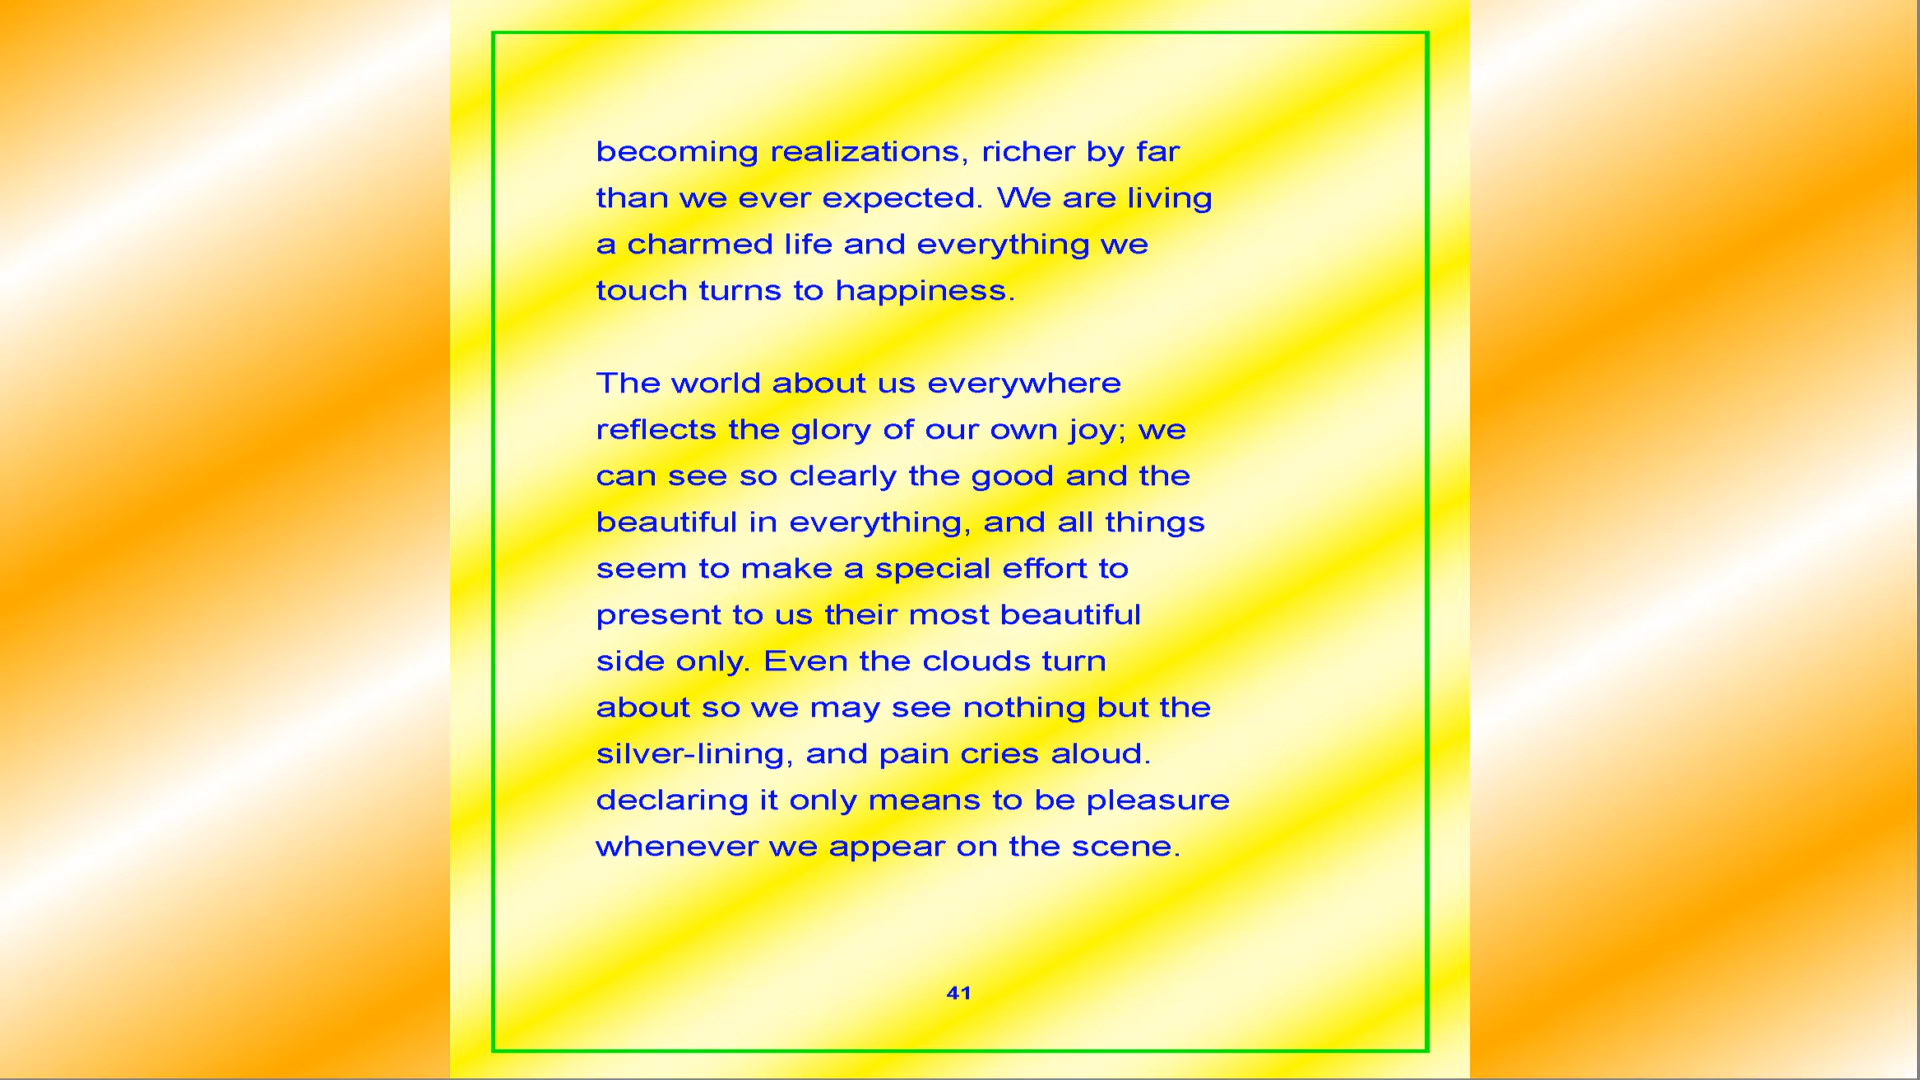 becoming realizations, richer by far
than we ever expected. We are living
a charmed life and everything we
touch turns to happiness.
The world about us everywhere
reflects the glory of our own joy; we
can see so clearly the good and the
beautiful in everything, and all things
seem to make a special effort to
present to us their most beautiful
side only. Even the clouds turn
about so we may see nothing but the
silver-lining, and pain cries aloud.
declaring it only means to be pleasure
whenever we appear on the scene.
41